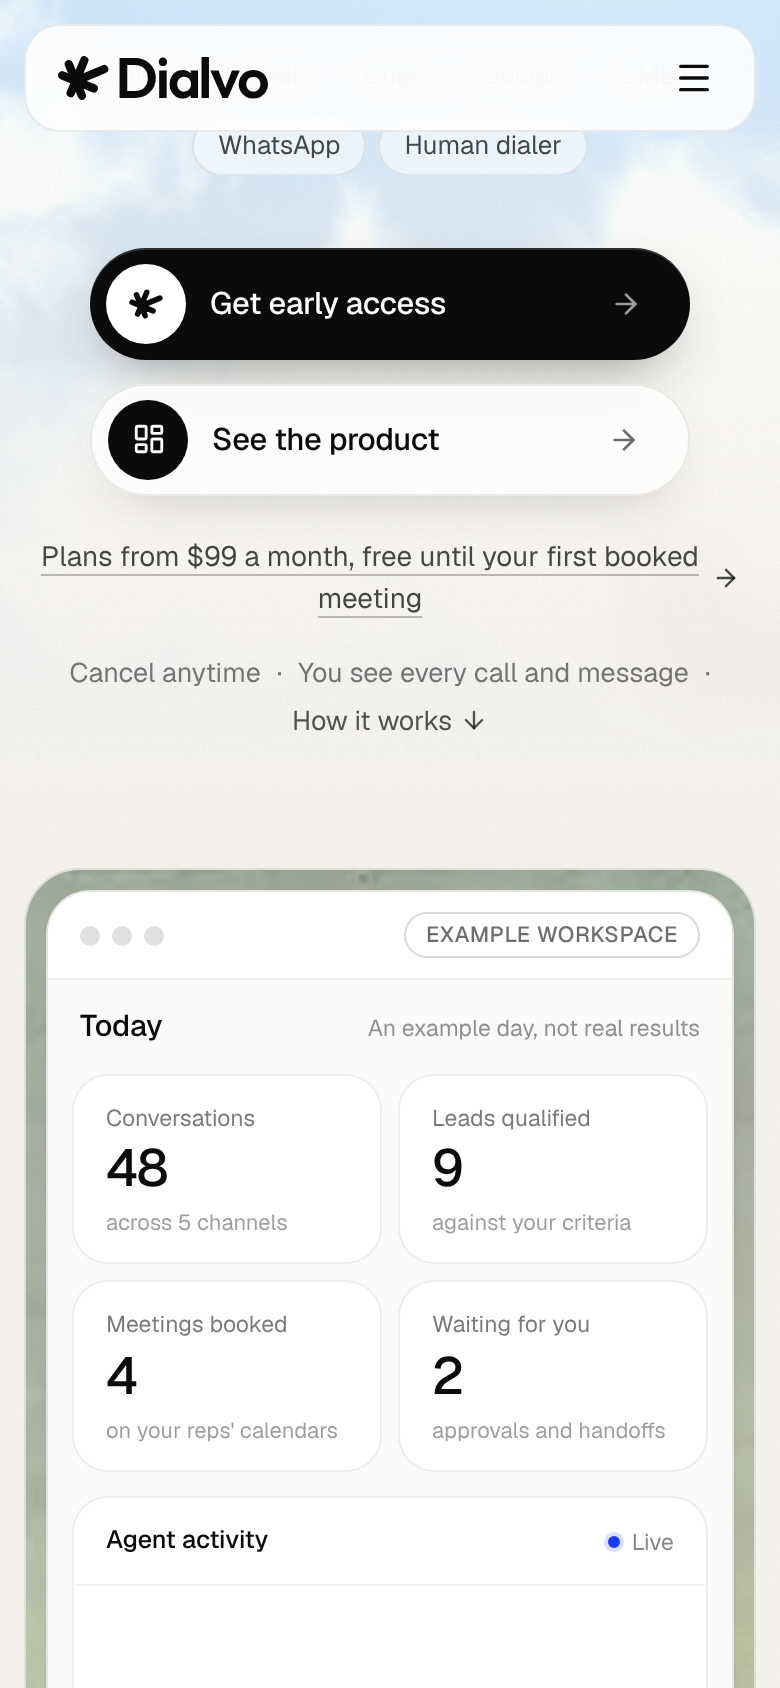 Dialvo
Chat
Social
SMS
WhatsApp
Human dialer
Get early access
See the product
Plans from $99 a month, free until your first booked
meeting
Cancel anytime · You see every call and message ·
How it works
EXAMPLE WORKSPACE
Today
An example day, not real results
Conversations
48
across 5 channels
Leads qualified
9
against your criteria
Meetings booked
4
on your reps' calendars
Waiting for you
2
approvals and handoffs
Agent activity
Live